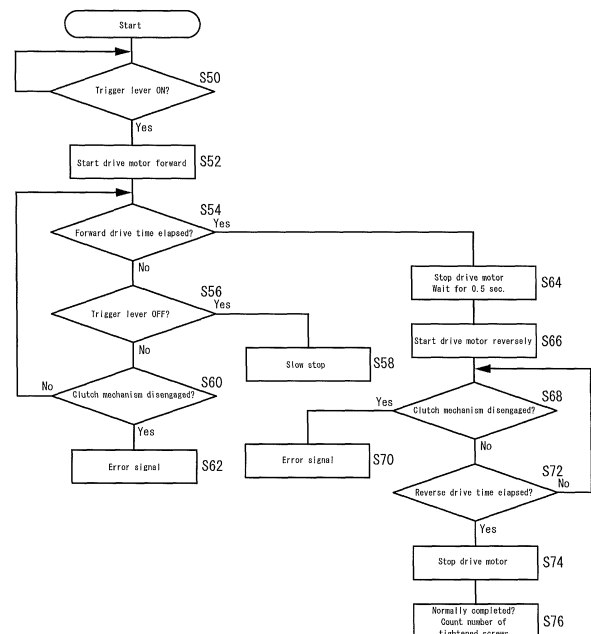 Start
Trigger lever ON?
S50
Yes
Start drive motor forward
S52
Forward drive time elapsed?
S54
Yes
No
Trigger lever OFF?
S56
Yes
No
Slow stop
S58
Clutch mechanism disengaged?
S60
No
Yes
Error signal
S62
Stop drive motor
Wait for 0.5 sec.
S64
Start drive motor reversely
S66
Clutch mechanism disengaged?
S68
Yes
No
Error signal
S70
Reverse drive time elapsed?
S72
No
Yes
Stop drive motor
S74
Normally completed?
Count number of
tightened screws
S76